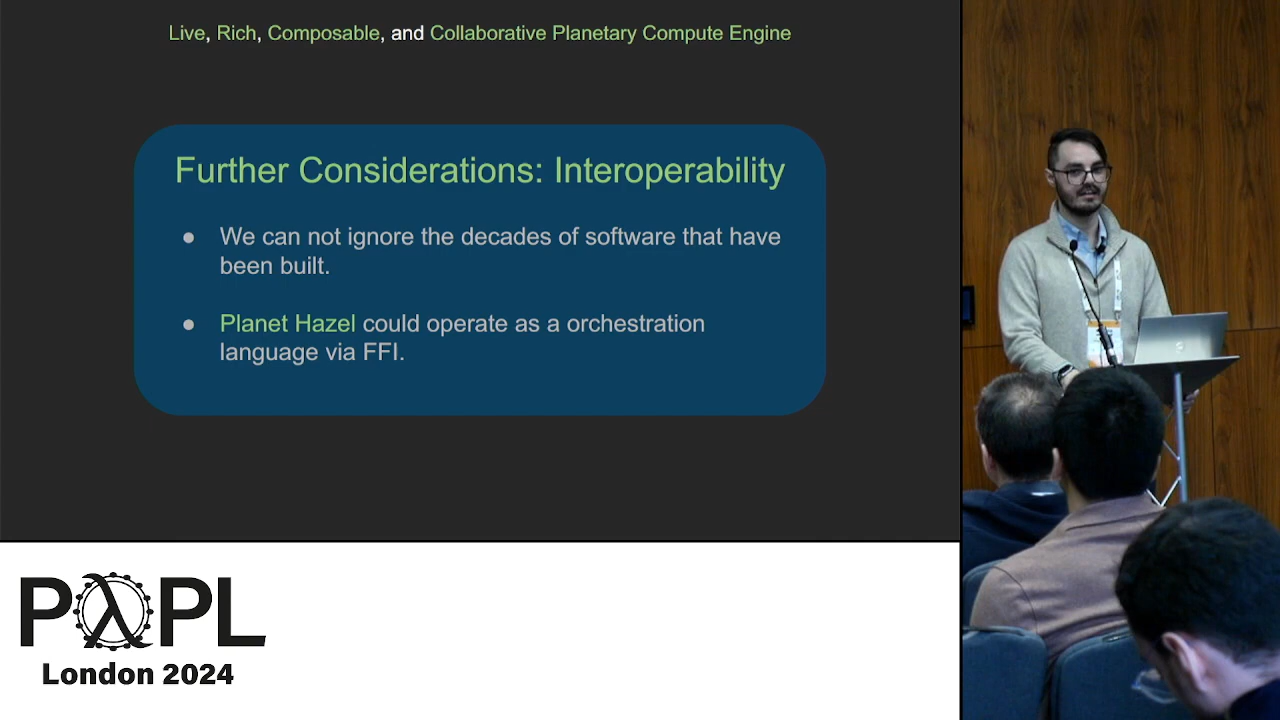 Live, Rich, Composable, and Collaborative Planetary Compute Engine
Further Considerations: Interoperability
● We can not ignore the decades of software that have
been built.
● Planet Hazel could operate as a orchestration
language via FFI.
PλPL
London 2024